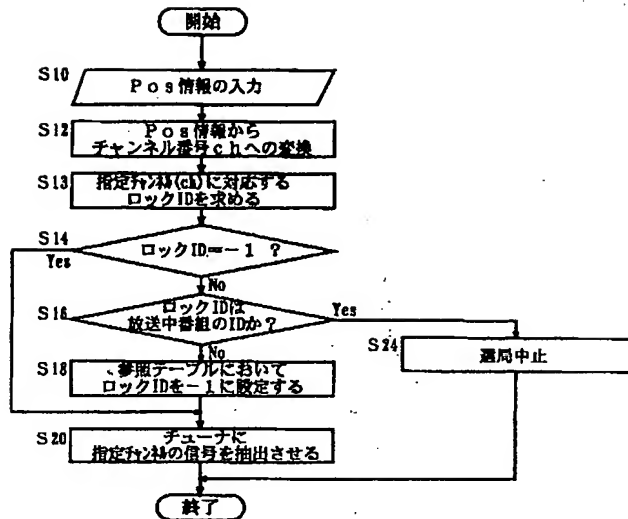 開始
S10
Pos情報の入力
S12
Pos情報から
チャンネル番号chへの変換
S13
指定チャンネル(ch)に対応する
ロックIDを求める
S14
ロックID=-1 ?
Yes
No
S16
ロックIDは
放送中番組のIDか?
Yes
No
S24
選局中止
S18
参照テーブルにおいて
ロックIDを-1に設定する
S20
チューナに
指定チャンネルの信号を抽出させる
終了